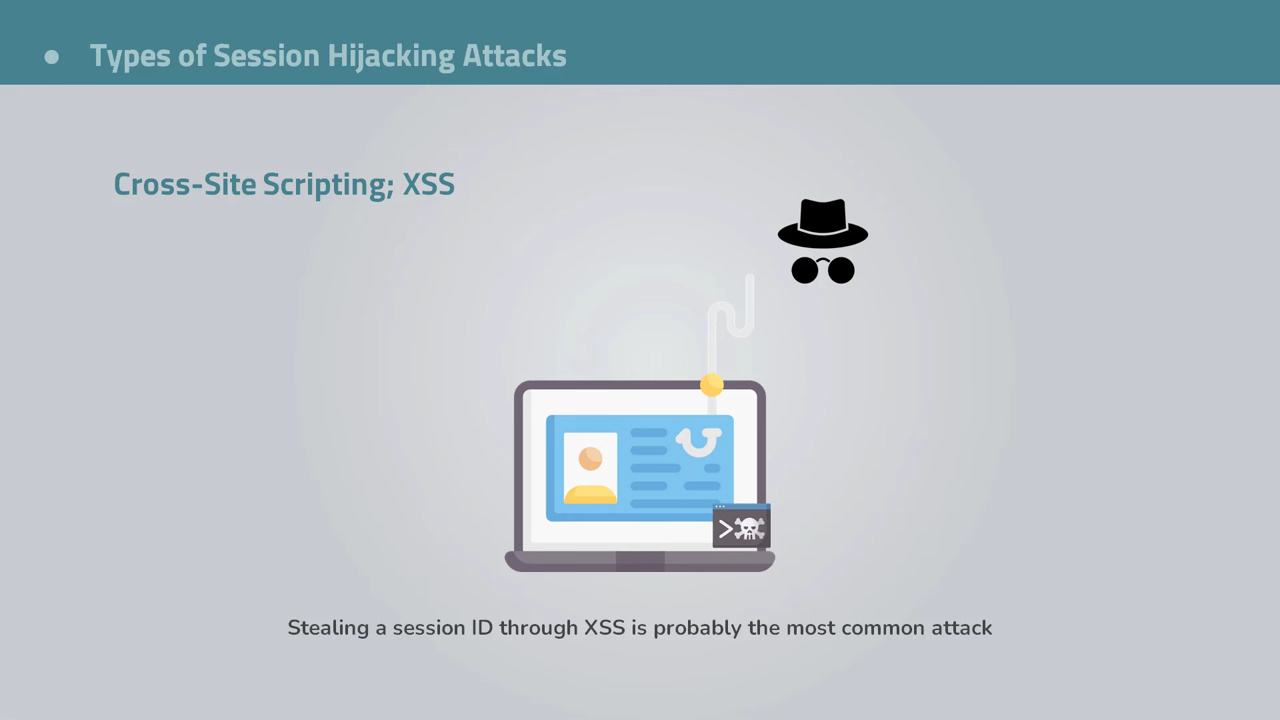 Types of Session Hijacking Attacks
Cross-Site Scripting; XSS
Stealing a session ID through XSS is probably the most common attack